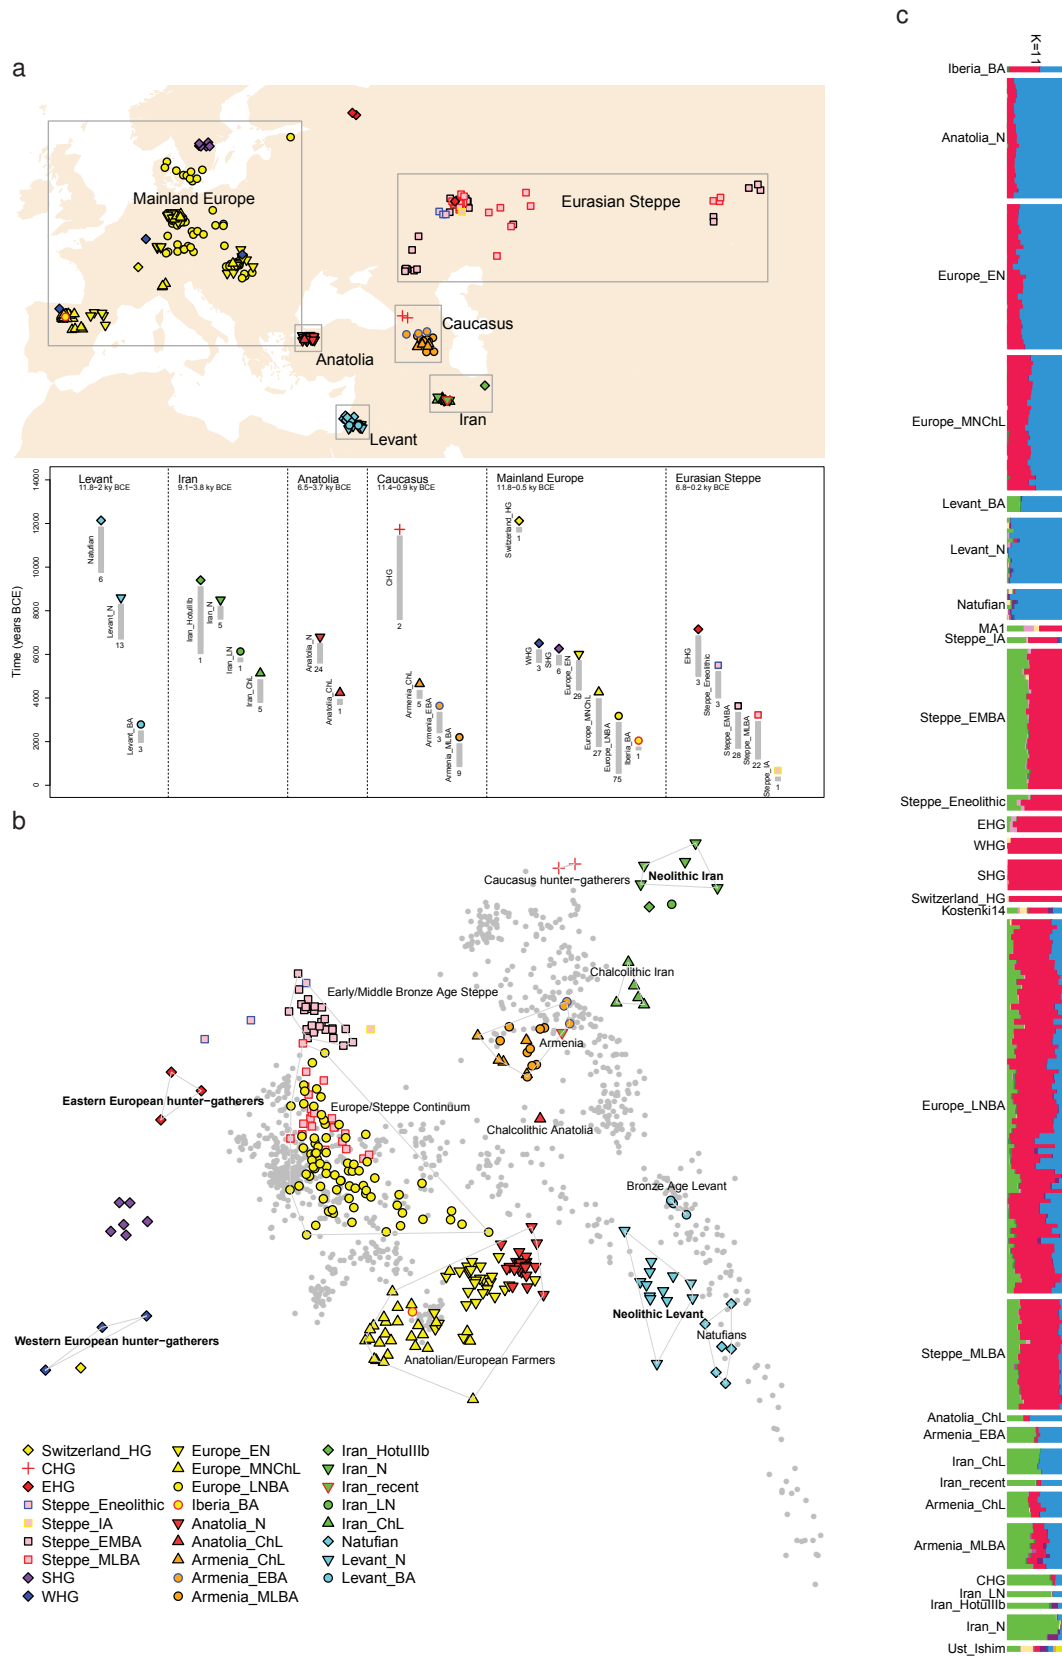 a
Mainland Europe
Eurasian Steppe
Caucasus
Anatolia
Iran
Levant
Time (years BCE)
14000
12000
10000
8000
6000
4000
2000
0
Levant
11.8−2 ky BCE
Natufian
6
Levant_N
13
Levant_BA
3
Iran
9.1−3.8 ky BCE
Iran_HotuIIIb
1
Iran_N
5
Iran_LN
1
Iran_ChL
5
Anatolia
6.5−3.7 ky BCE
Anatolia_N
24
Anatolia_ChL
1
Caucasus
11.4−0.9 ky BCE
CHG
2
Armenia_ChL
5
Armenia_EBA
3
Armenia_MLBA
9
Mainland Europe
11.8−0.5 ky BCE
Switzerland_HG
1
WHG
3
SHG
6
Europe_EN
29
Europe_MNChL
27
Europe_LNBA
75
Iberia_BA
1
Eurasian Steppe
6.8−0.2 ky BCE
EHG
3
Steppe_Eneolithic
3
Steppe_EMBA
28
Steppe_MLBA
22
Steppe_IA
1
b
Caucasus hunter−gatherers
Neolithic Iran
Chalcolithic Iran
Early/Middle Bronze Age Steppe
Armenia
Eastern European hunter−gatherers
Europe/Steppe Continuum
Chalcolithic Anatolia
Bronze Age Levant
Neolithic Levant
Natufians
Western European hunter−gatherers
Anatolian/European Farmers
Switzerland_HG
CHG
EHG
Steppe_Eneolithic
Steppe_IA
Steppe_EMBA
Steppe_MLBA
SHG
WHG
Europe_EN
Europe_MNChL
Europe_LNBA
Iberia_BA
Anatolia_N
Anatolia_ChL
Armenia_ChL
Armenia_EBA
Armenia_MLBA
Iran_HotuIIIb
Iran_N
Iran_recent
Iran_LN
Iran_ChL
Natufian
Levant_N
Levant_BA
c
K=11
Iberia_BA
Anatolia_N
Europe_EN
Europe_MNChL
Levant_BA
Levant_N
Natufian
MA1
Steppe_IA
Steppe_EMBA
Steppe_Eneolithic
EHG
WHG
SHG
Switzerland_HG
Kostenki14
Europe_LNBA
Steppe_MLBA
Anatolia_ChL
Armenia_EBA
Iran_ChL
Iran_recent
Armenia_ChL
Armenia_MLBA
CHG
Iran_LN
Iran_HotuIIIb
Iran_N
Ust_Ishim